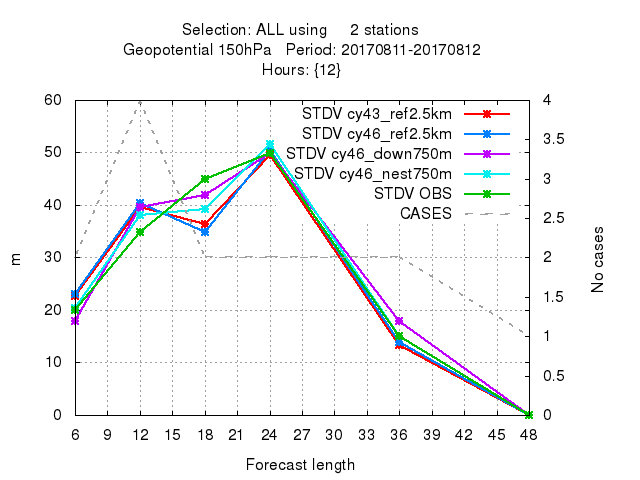 Selection: ALL using 2 stations
Geopotential 150hPa Period: 20170811-20170812
Hours: {12}
60 4
STDV cy43_ref2.5km
STDV cy46_ref2.5km
STDV cy46_down750m
STDV cy46_nest750m
STDV OBS
CASES
50 3.5
40 3
30 2.5
20 2
10 1.5
0 1
0.5
0
m
No cases
6 9 12 15 18 21 24 27 30 33 36 39 42 45 48
Forecast length